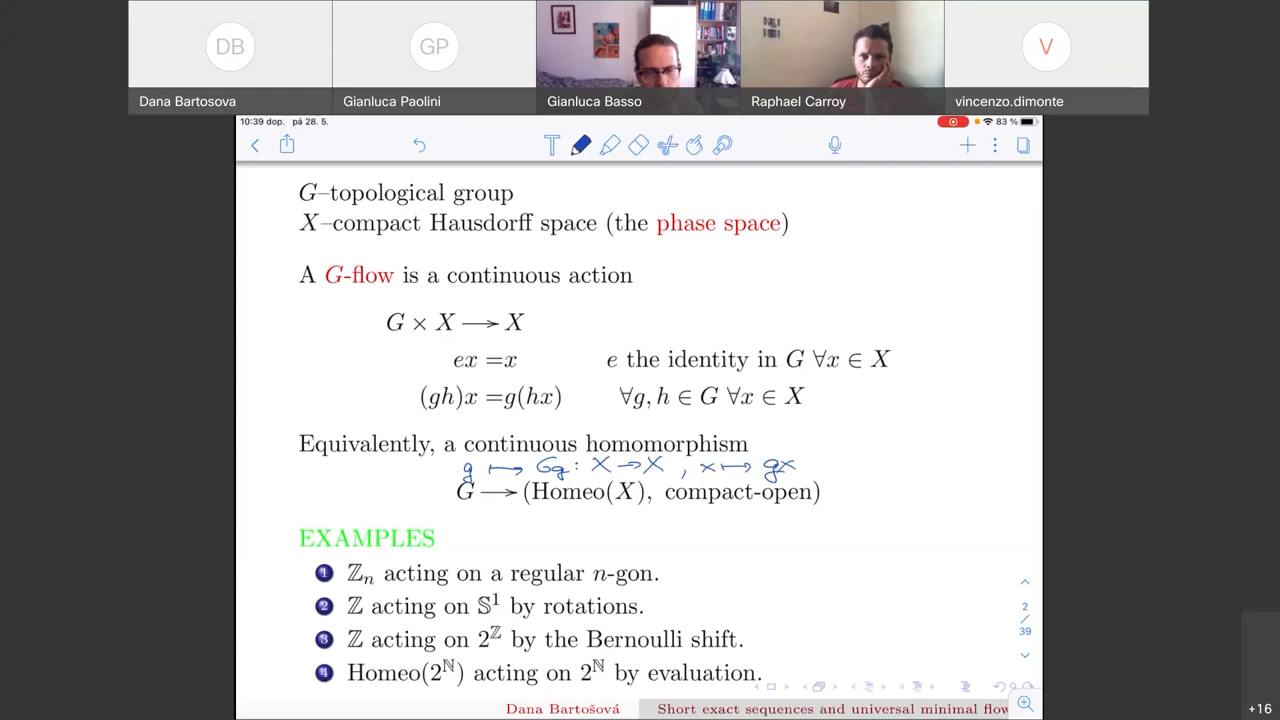 DB
GP
V
Dana Bartosova
Gianluca Paolini
Gianluca Basso
Raphael Carroy
vincenzo.dimonte
10:39 dop. pá 28. 5.
83 %
G–topological group
X–compact Hausdorff space (the phase space)
A G-flow is a continuous action
G × X ⟶ X
ex =x e the identity in G ∀x ∈ X
(gh)x =g(hx) ∀g, h ∈ G ∀x ∈ X
Equivalently, a continuous homomorphism
g ⟼ Gg : X → X , x ⟼ gx
G ⟶ (Homeo(X), compact-open)
EXAMPLES
1 ℤₙ acting on a regular n-gon.
2 ℤ acting on 𝕊¹ by rotations.
3 ℤ acting on 2^ℤ by the Bernoulli shift.
4 Homeo(2^ℕ) acting on 2^ℕ by evaluation.
2
/
39
Dana Bartošová Short exact sequences and universal minimal flow
+16